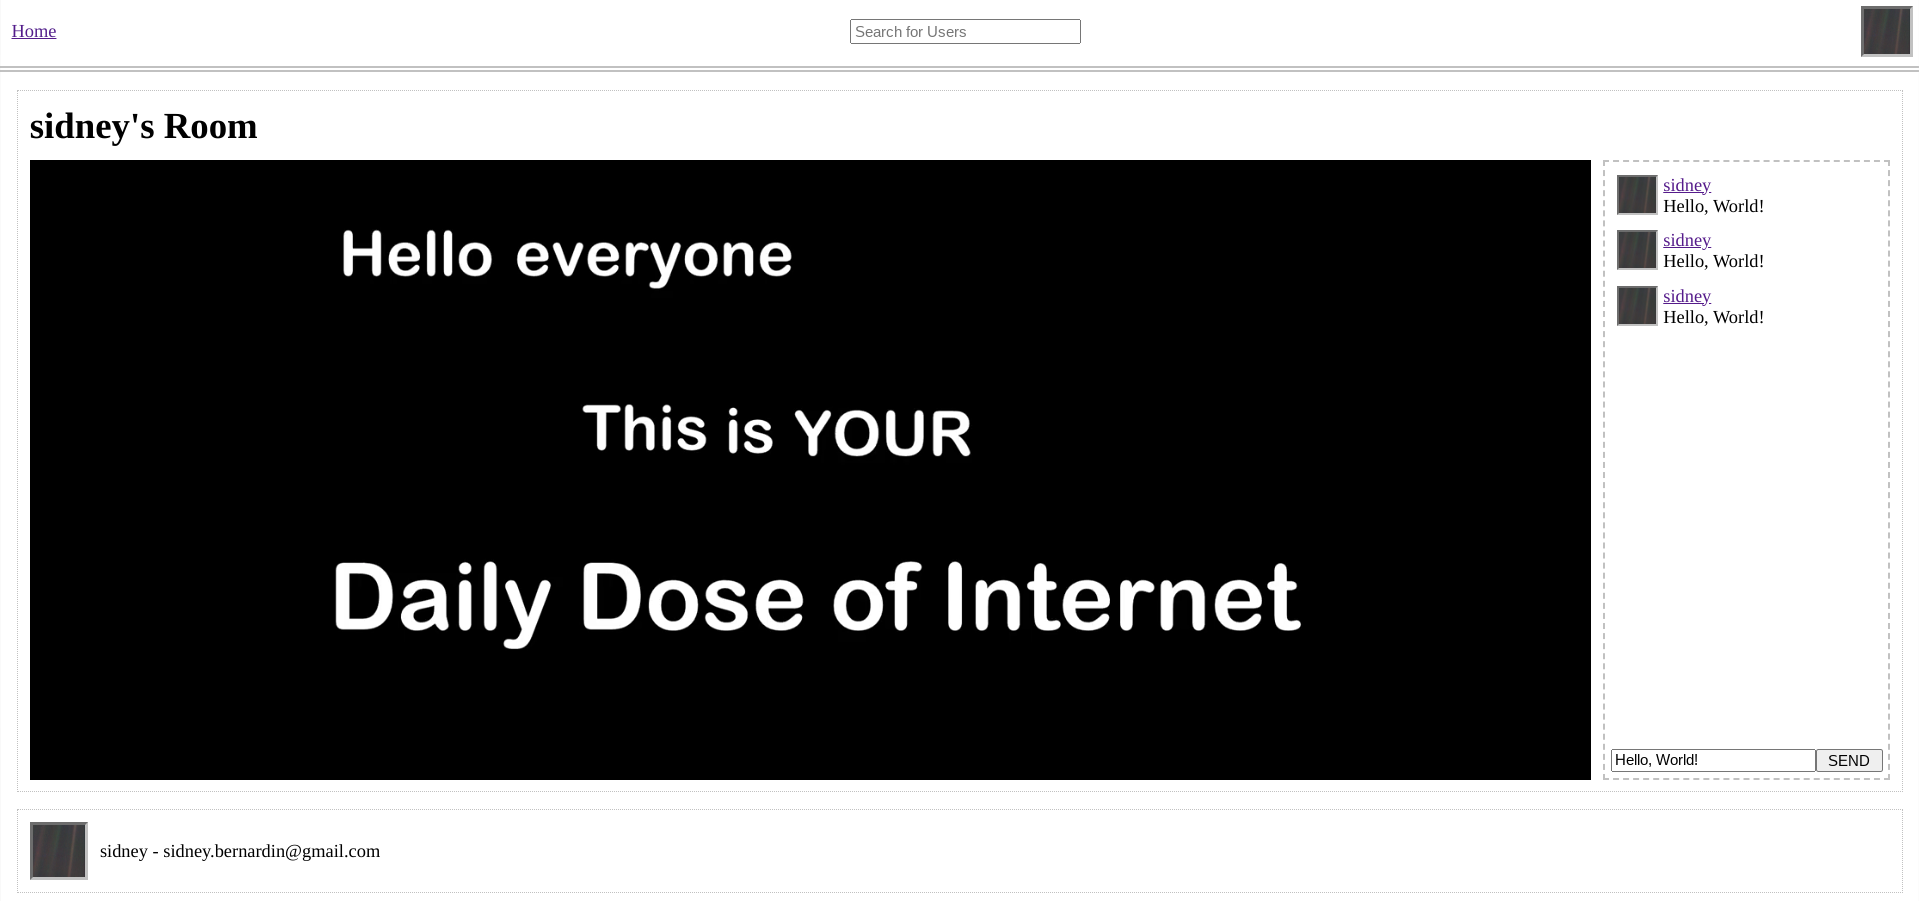 Home
Search for Users
sidney's Room
Hello everyone
This is YOUR
Daily Dose of Internet
sidney
Hello, World!
sidney
Hello, World!
sidney
Hello, World!
Hello, World! SEND
sidney - sidney.bernardin@gmail.com